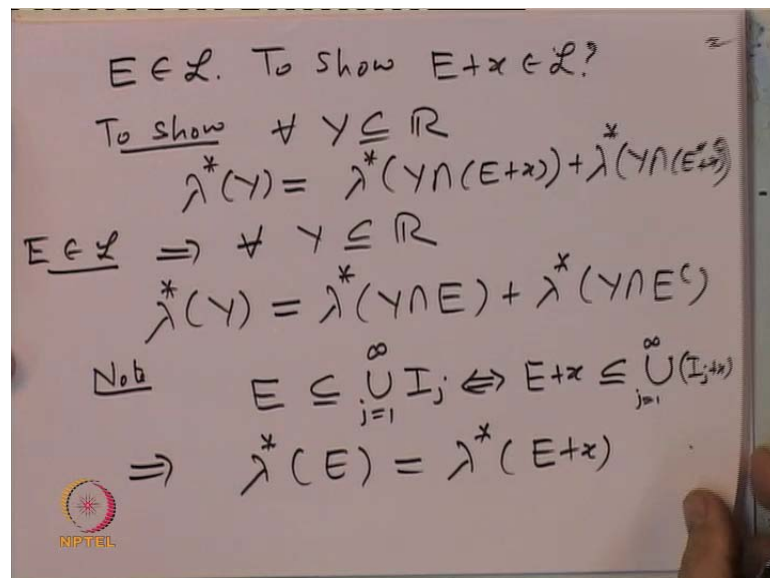 E ∈ ℒ. To show E+x ∈ ℒ?
To show ∀ Y ⊆ ℝ
λ*(Y) = λ*(Y∩(E+x)) + λ*(Y∩(E+x)ᶜ)
E ∈ ℒ ⇒ ∀ Y ⊆ ℝ
λ*(Y) = λ*(Y∩E) + λ*(Y∩Eᶜ)
Note E ⊆ ∪_{j=1}^{∞} I_j ⇔ E+x ⊆ ∪_{j=1}^{∞} (I_j+x)
⇒ λ*(E) = λ*(E+x)
NPTEL